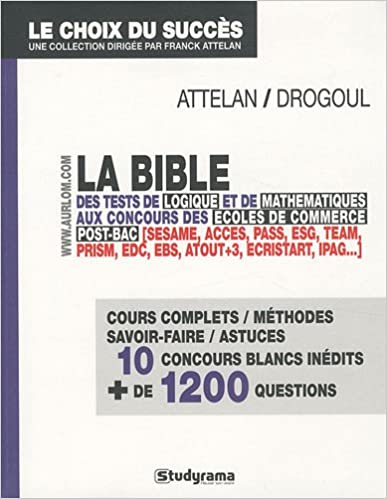 LE CHOIX DU SUCCÈS
UNE COLLECTION DIRIGÉE PAR FRANCK ATTELAN
ATTELAN / DROGOUL
WWW.AURLOM.COM
LA BIBLE
DES TESTS DE LOGIQUE ET DE MATHEMATIQUES
AUX CONCOURS DES ECOLES DE COMMERCE
POST-BAC [SESAME, ACCES, PASS, ESG, TEAM,
PRISM, EDC, EBS, ATOUT+3, ECRISTART, IPAG...]
COURS COMPLETS / MÉTHODES
SAVOIR-FAIRE / ASTUCES
10 CONCOURS BLANCS INÉDITS
+ DE 1200 QUESTIONS
Studyrama